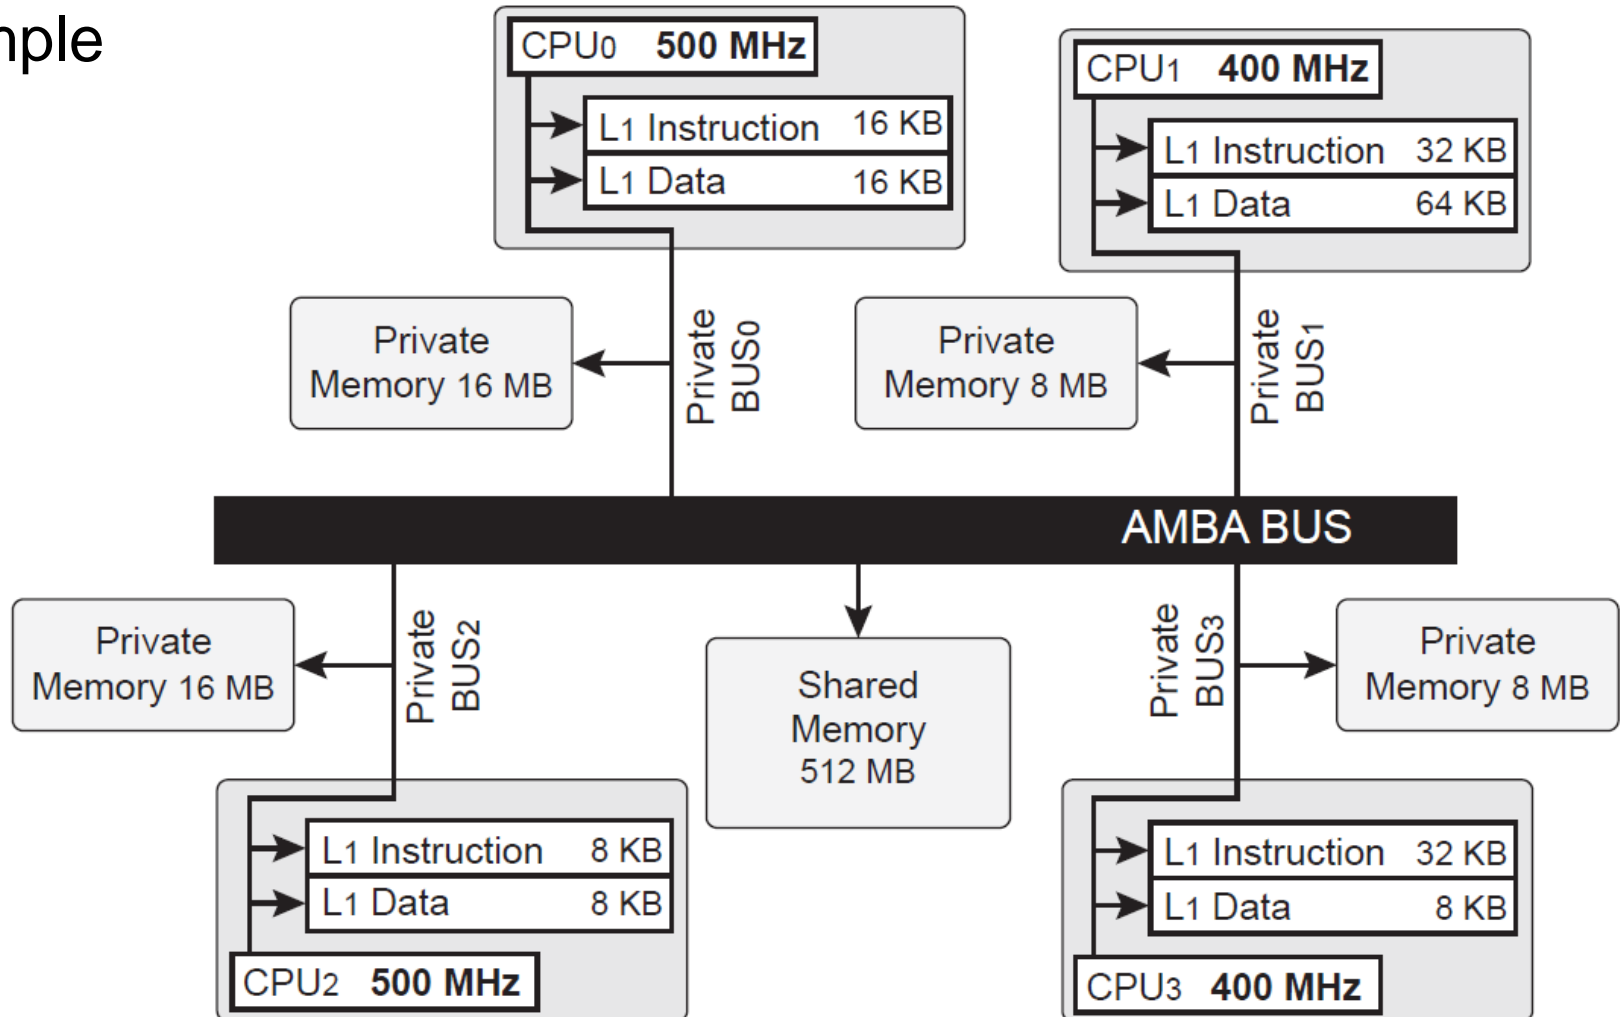 mple
CPU0 500 MHz
L1 Instruction 16 KB
L1 Data 16 KB
CPU1 400 MHz
L1 Instruction 32 KB
L1 Data 64 KB
Private
Memory 16 MB
Private
BUS0
Private
Memory 8 MB
Private
BUS1
AMBA BUS
Private
Memory 16 MB
Private
BUS2
Shared
Memory
512 MB
Private
BUS3
Private
Memory 8 MB
L1 Instruction 8 KB
L1 Data 8 KB
CPU2 500 MHz
L1 Instruction 32 KB
L1 Data 8 KB
CPU3 400 MHz